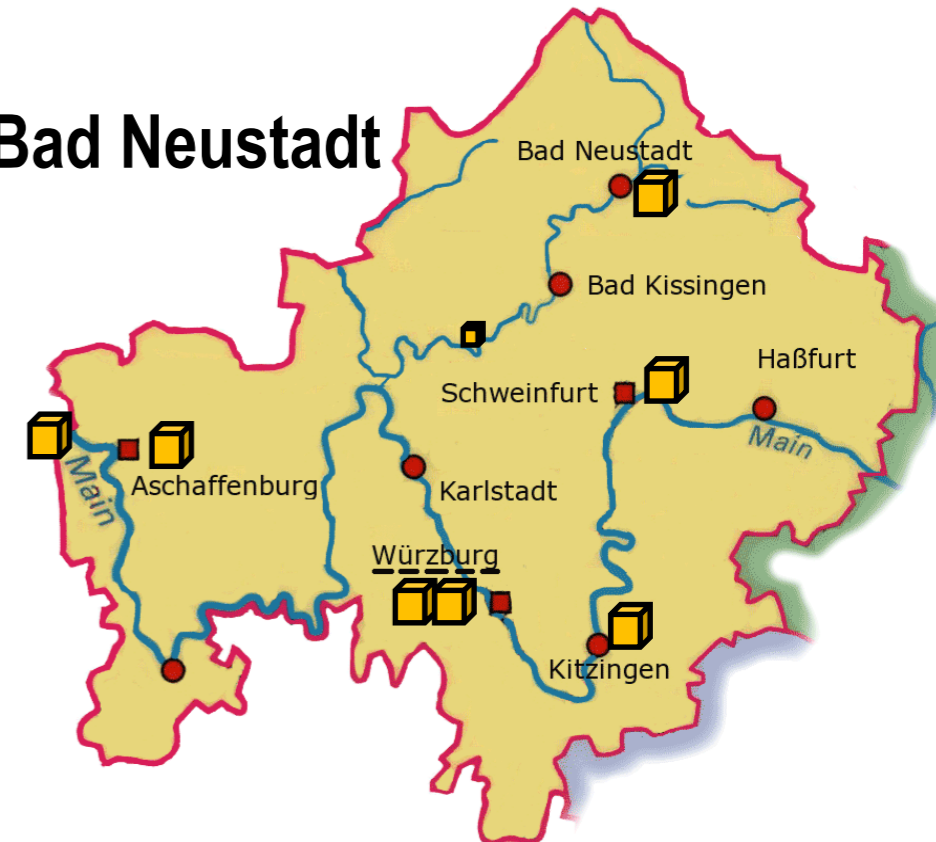 Bad Neustadt
Bad Neustadt
Bad Kissingen
Haßfurt
Schweinfurt
Main
Main
Aschaffenburg
Karlstadt
Würzburg
Kitzingen